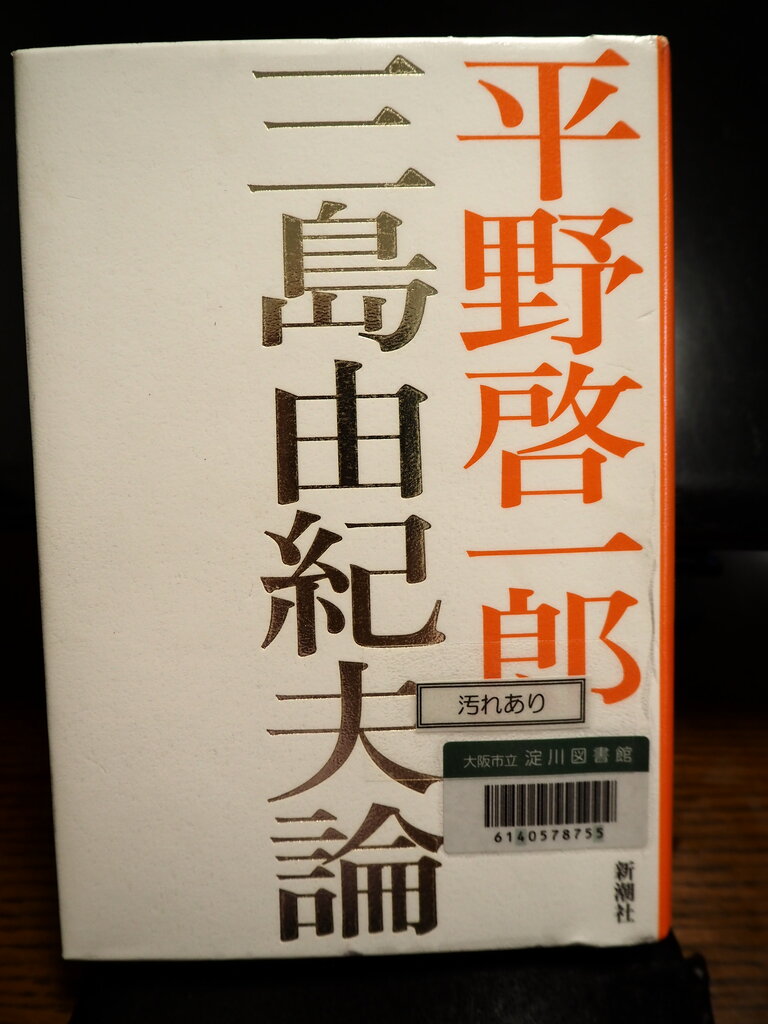 平野啓一郎
三島由紀夫論
汚れあり
大阪市立 淀川図書館
6140578755
新潮社